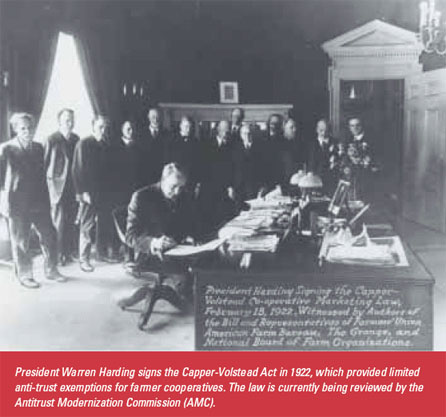 President Harding Signing the Capper-
Volstead Co-operative Marketing Law,
February 18, 1922. Witnessed by Authors of
the Bill and Representatives of Farmers' Union
American Farm Bureau, The Grange, and
National Board of Farm Organizations.
President Warren Harding signs the Capper-Volstead Act in 1922, which provided limited
anti-trust exemptions for farmer cooperatives. The law is currently being reviewed by the
Antitrust Modernization Commission (AMC).